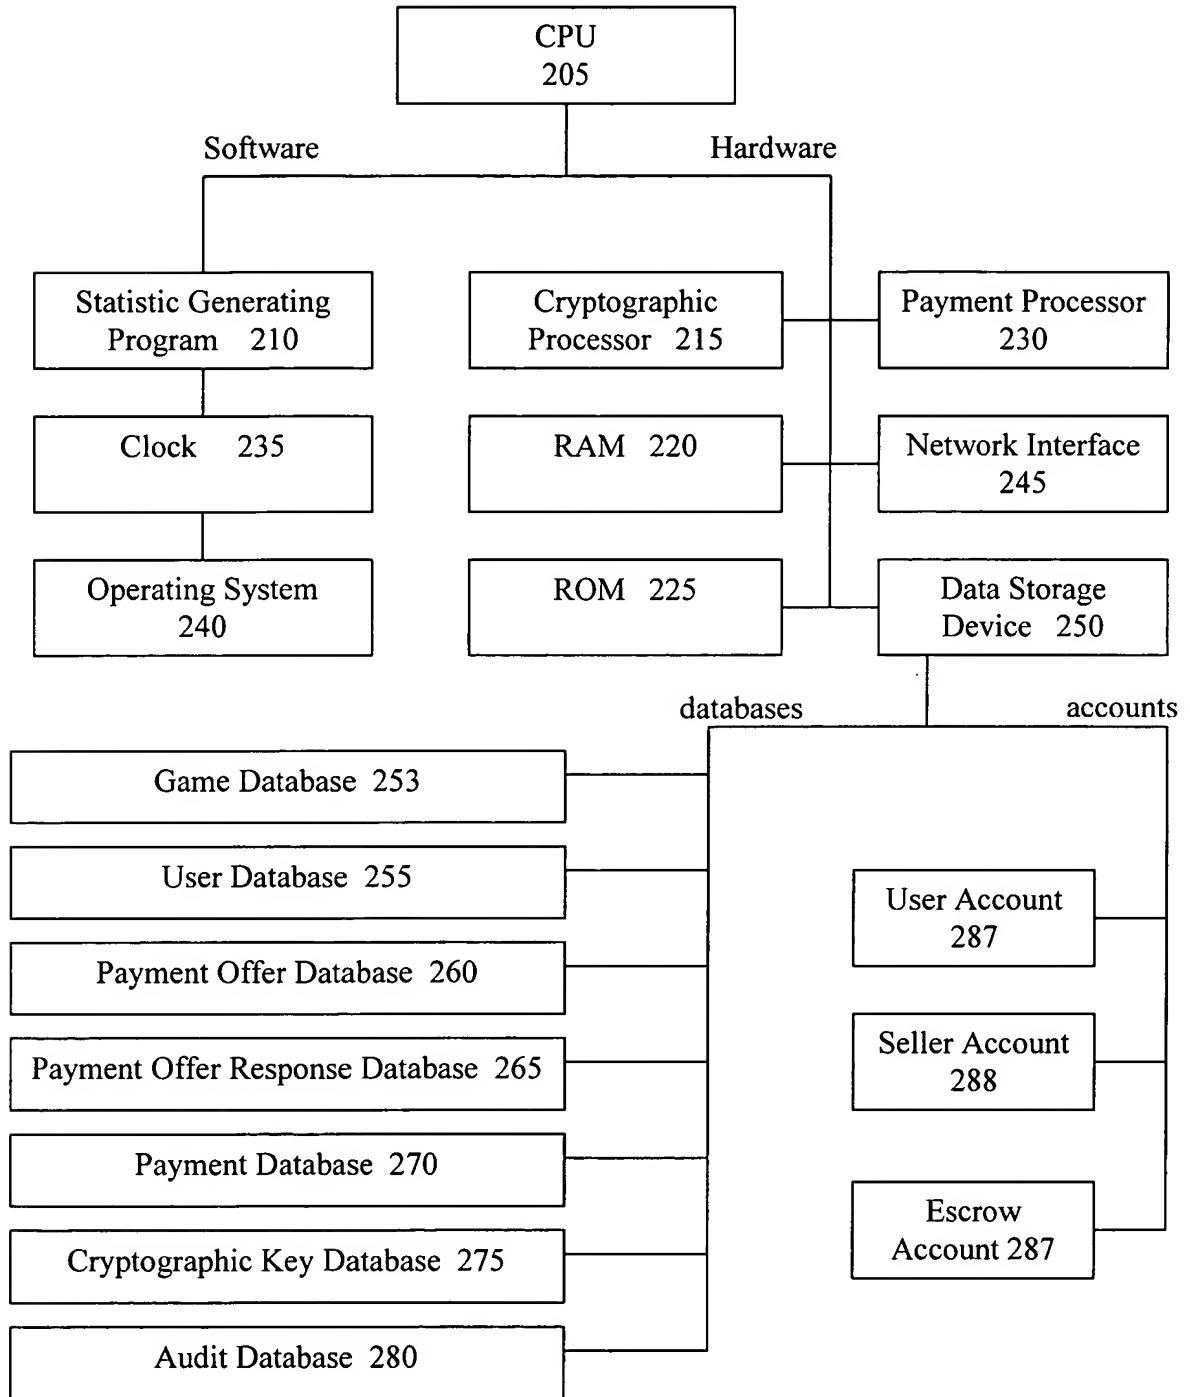 CPU
205
Software
Hardware
Statistic Generating
Program 210
Cryptographic
Processor 215
Payment Processor
230
Clock 235
RAM 220
Network Interface
245
Operating System
240
ROM 225
Data Storage
Device 250
databases
accounts
Game Database 253
User Database 255
Payment Offer Database 260
Payment Offer Response Database 265
Payment Database 270
Cryptographic Key Database 275
Audit Database 280
User Account
287
Seller Account
288
Escrow
Account 287